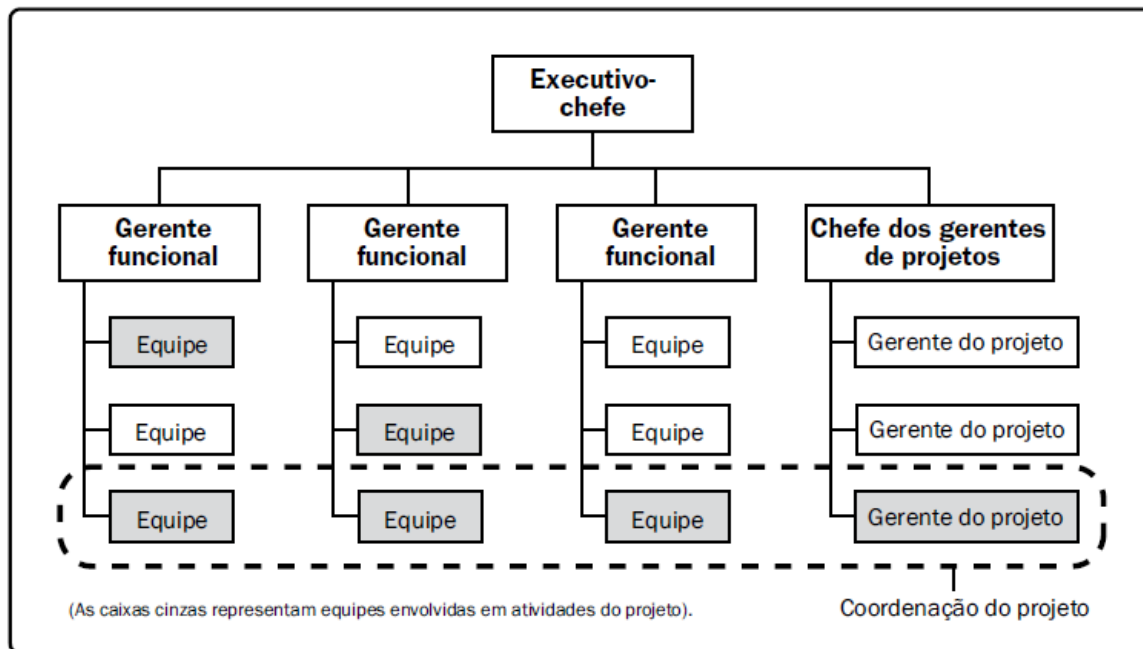 Executivo-
chefe
Gerente
funcional
Gerente
funcional
Gerente
funcional
Chefe dos gerentes
de projetos
Equipe
Equipe
Equipe
Gerente do projeto
Equipe
Equipe
Equipe
Gerente do projeto
Equipe
Equipe
Equipe
Gerente do projeto
(As caixas cinzas representam equipes envolvidas em atividades do projeto).
Coordenação do projeto